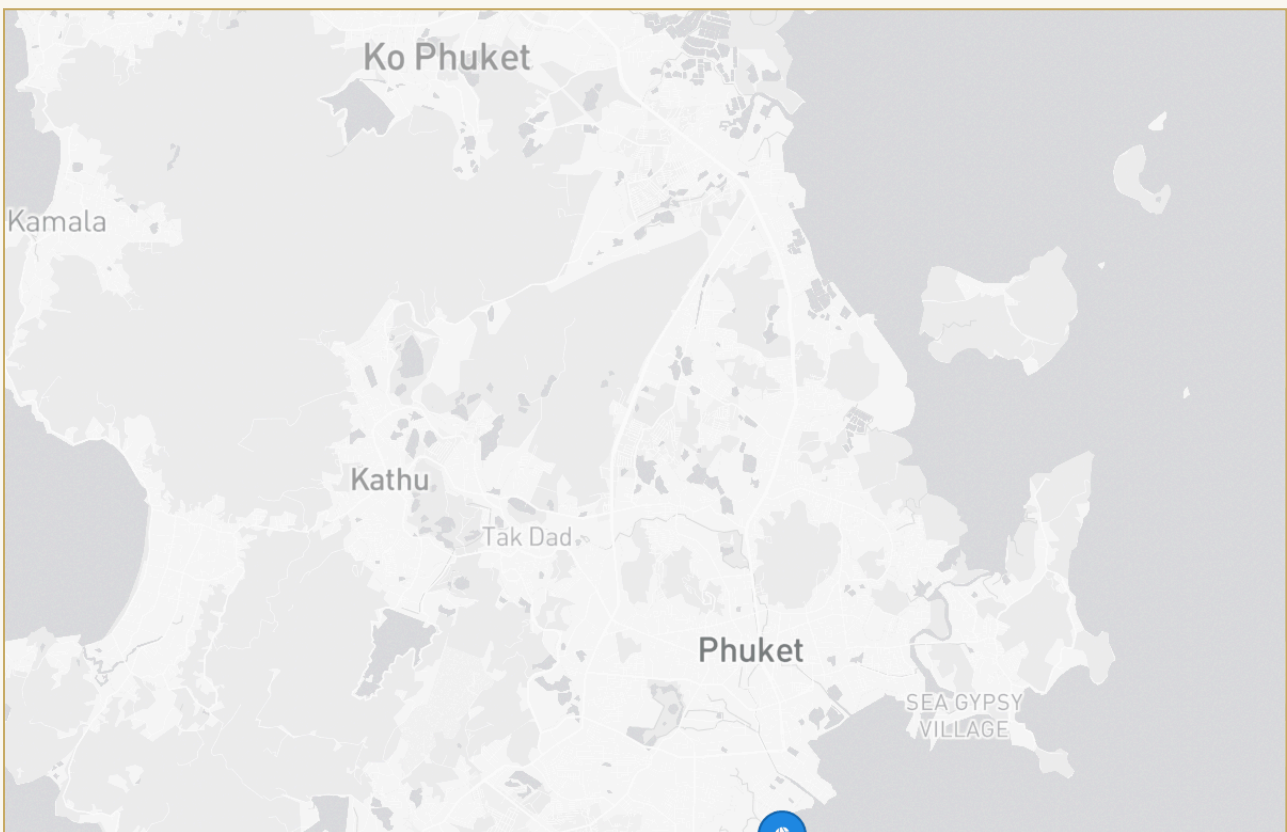 Ko Phuket
Kamala
Kathu
Tak Dad
Phuket
SEA GYPSY
VILLAGE